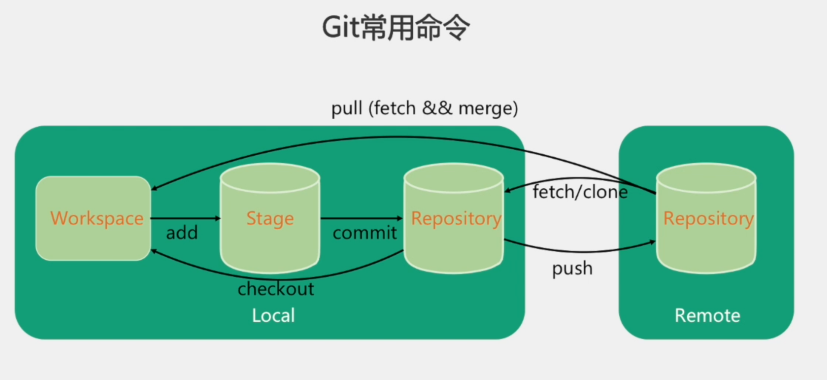 Git常用命令
pull (fetch && merge)
Workspace
add
Stage
commit
Repository
fetch/clone
Repository
push
checkout
Local
Remote